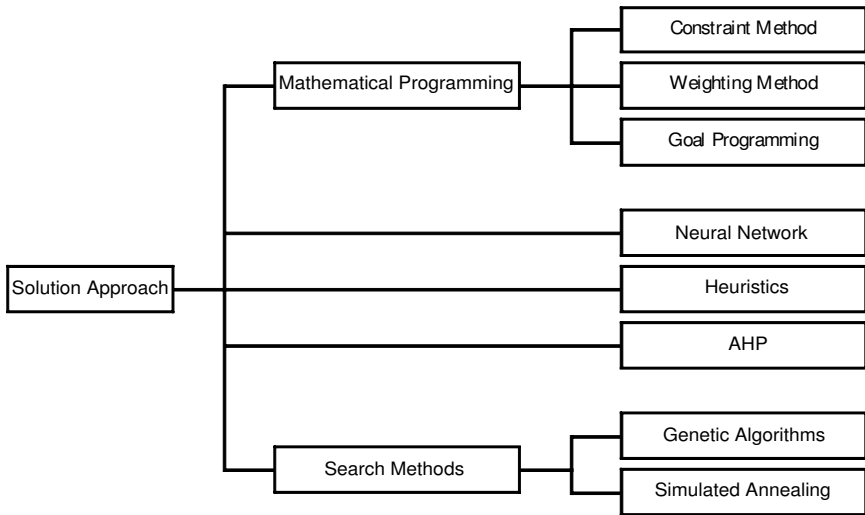 Constraint Method
Mathematical Programming
Weighting Method
Goal Programming
Neural Network
Solution Approach
Heuristics
AHP
Genetic Algorithms
Search Methods
Simulated Annealing